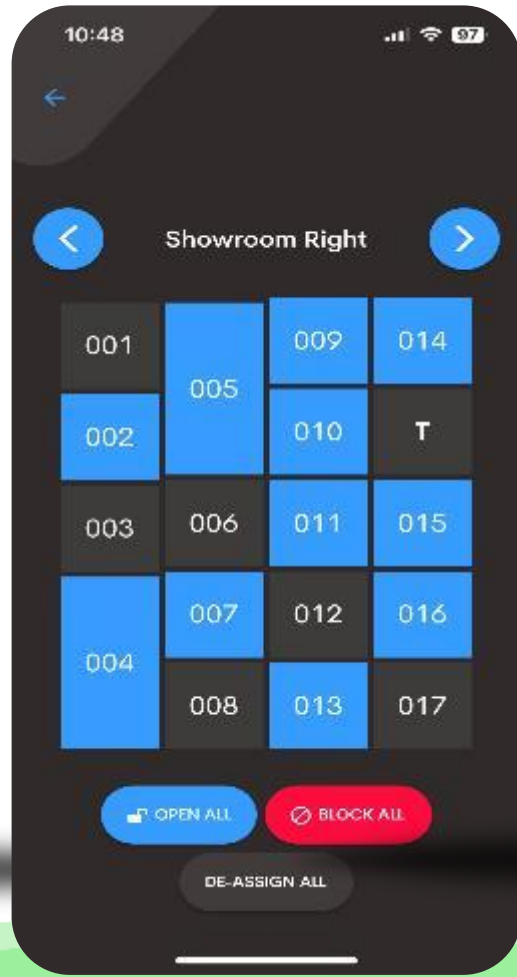 10:48 97
Showroom Right
001 005 009 014
002 010 T
003 006 011 015
004 007 012 016
008 013 017
OPEN ALL BLOCK ALL
DE-ASSIGN ALL